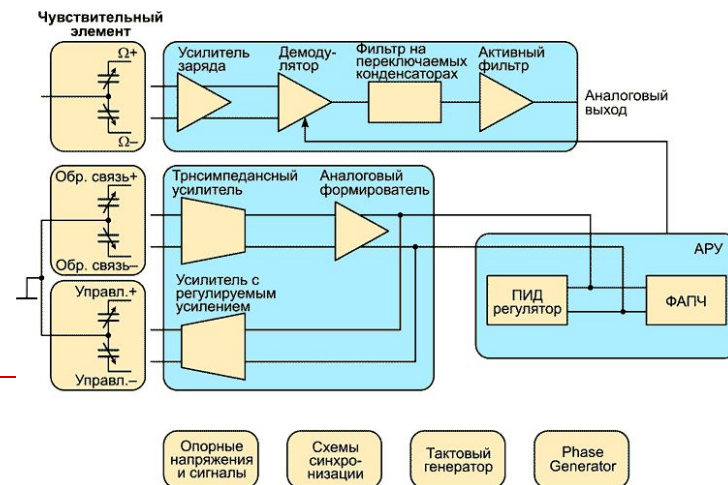 Чувствительный
элемент
Ω+
Ω–
Усилитель
заряда
Демоду-
лятор
Фильтр на
переключаемых
конденсаторах
Активный
фильтр
Аналоговый
выход
Обр. связь+
Обр. связь–
Трнсимпедансный
усилитель
Аналоговый
формирователь
Управл.+
Управл.–
Усилитель с
регулируемым
усилением
АРУ
ПИД
регулятор
ФАПЧ
Опорные
напряжения
и сигналы
Схемы
синхро-
низации
Тактовый
генератор
Phase
Generator